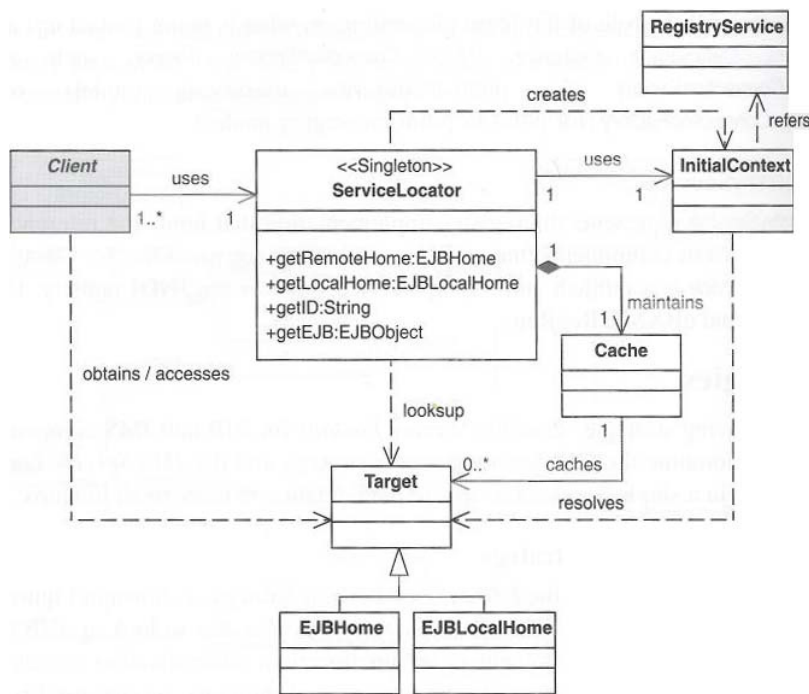 RegistryService
creates
refers
Client
uses
1..*
1
<<Singleton>>
ServiceLocator
uses
1
1
InitialContext
+getRemoteHome:EJBHome
+getLocalHome:EJBLocalHome
+getID:String
+getEJB:EJBObject
1
maintains
1
Cache
1
obtains / accesses
looksup
0..*
caches
Target
resolves
EJBHome
EJBLocalHome